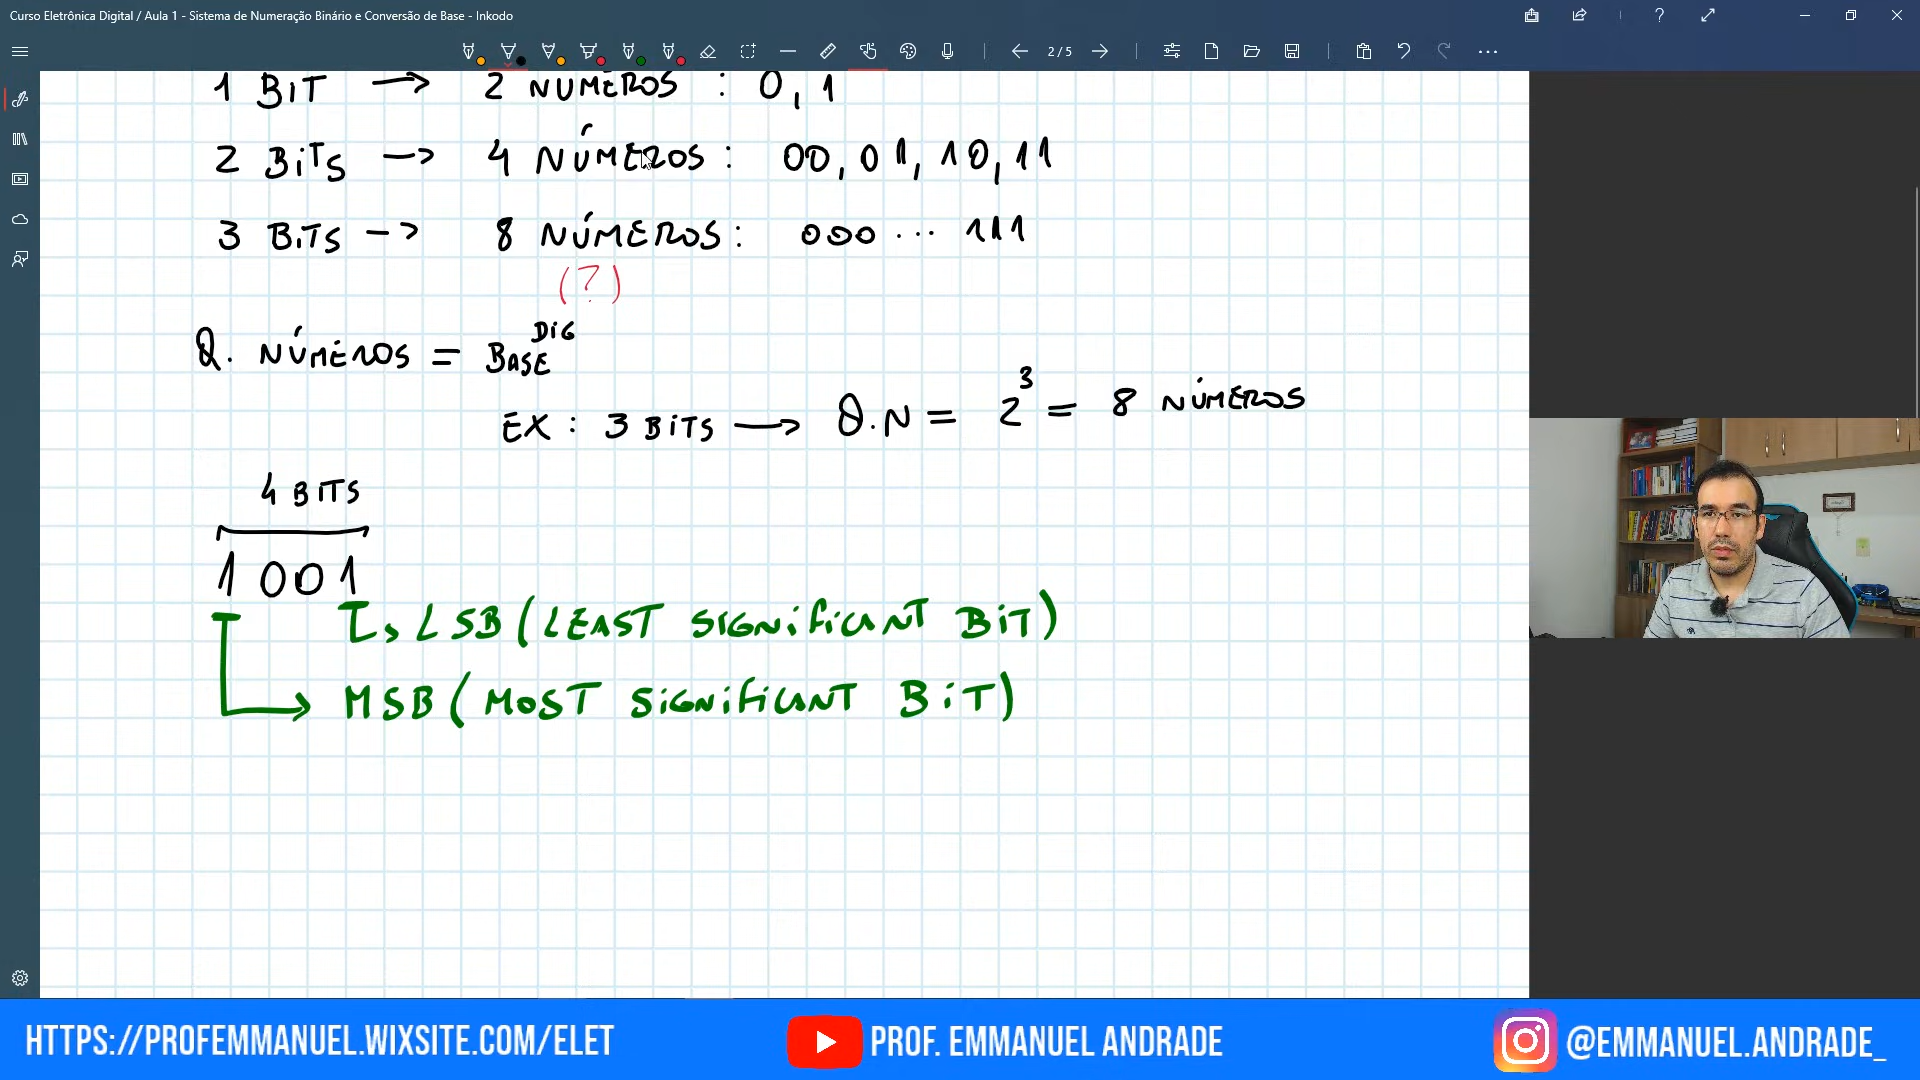 Curso Eletrônica Digital / Aula 1 - Sistema de Numeração Binário e Conversão de Base - Inkodo
2 / 5
1 BiT → 2 NÚMEROS : 0, 1
2 BiTS → 4 NÚMEROS : 00, 01, 10, 11
3 BiTS → 8 NÚMEROS : 000 ... 111
(?)
Q. NÚMEROS = BASE^DIG
EX : 3 BiTS → Q.N = 2^3 = 8 NÚMEROS
4 BITS
1001
LSB (LEAST SIGNIFICANT BIT)
MSB (MOST SIGNIFICANT BIT)
HTTPS://PROFEMMANUEL.WIXSITE.COM/ELET
PROF. EMMANUEL ANDRADE
@EMMANUEL.ANDRADE_